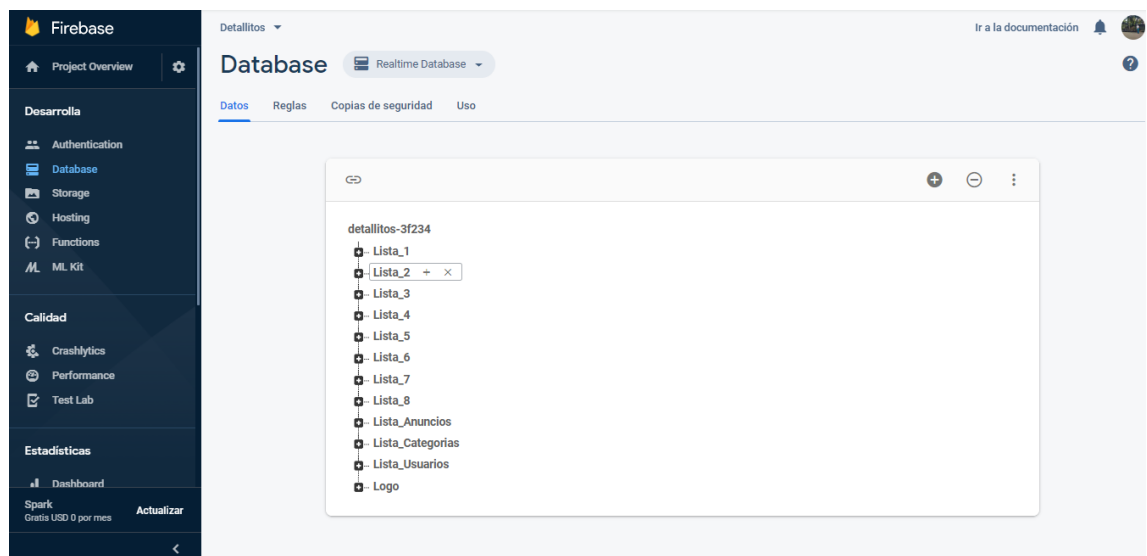 Firebase
Project Overview
Desarrolla
Authentication
Database
Storage
Hosting
Functions
ML Kit
Calidad
Crashlytics
Performance
Test Lab
Estadísticas
Dashboard
Spark
Gratis USD 0 por mes
Actualizar
Detallitos
Ir a la documentación
Database
Realtime Database
Datos Reglas Copias de seguridad Uso
detallitos-3f234
Lista_1
Lista_2
Lista_3
Lista_4
Lista_5
Lista_6
Lista_7
Lista_8
Lista_Anuncios
Lista_Categorias
Lista_Usuarios
Logo